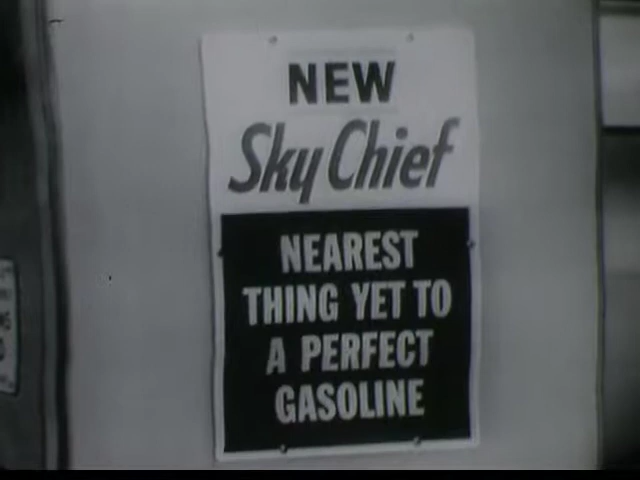 NEW
Sky Chief
NEAREST
THING YET TO
A PERFECT
GASOLINE